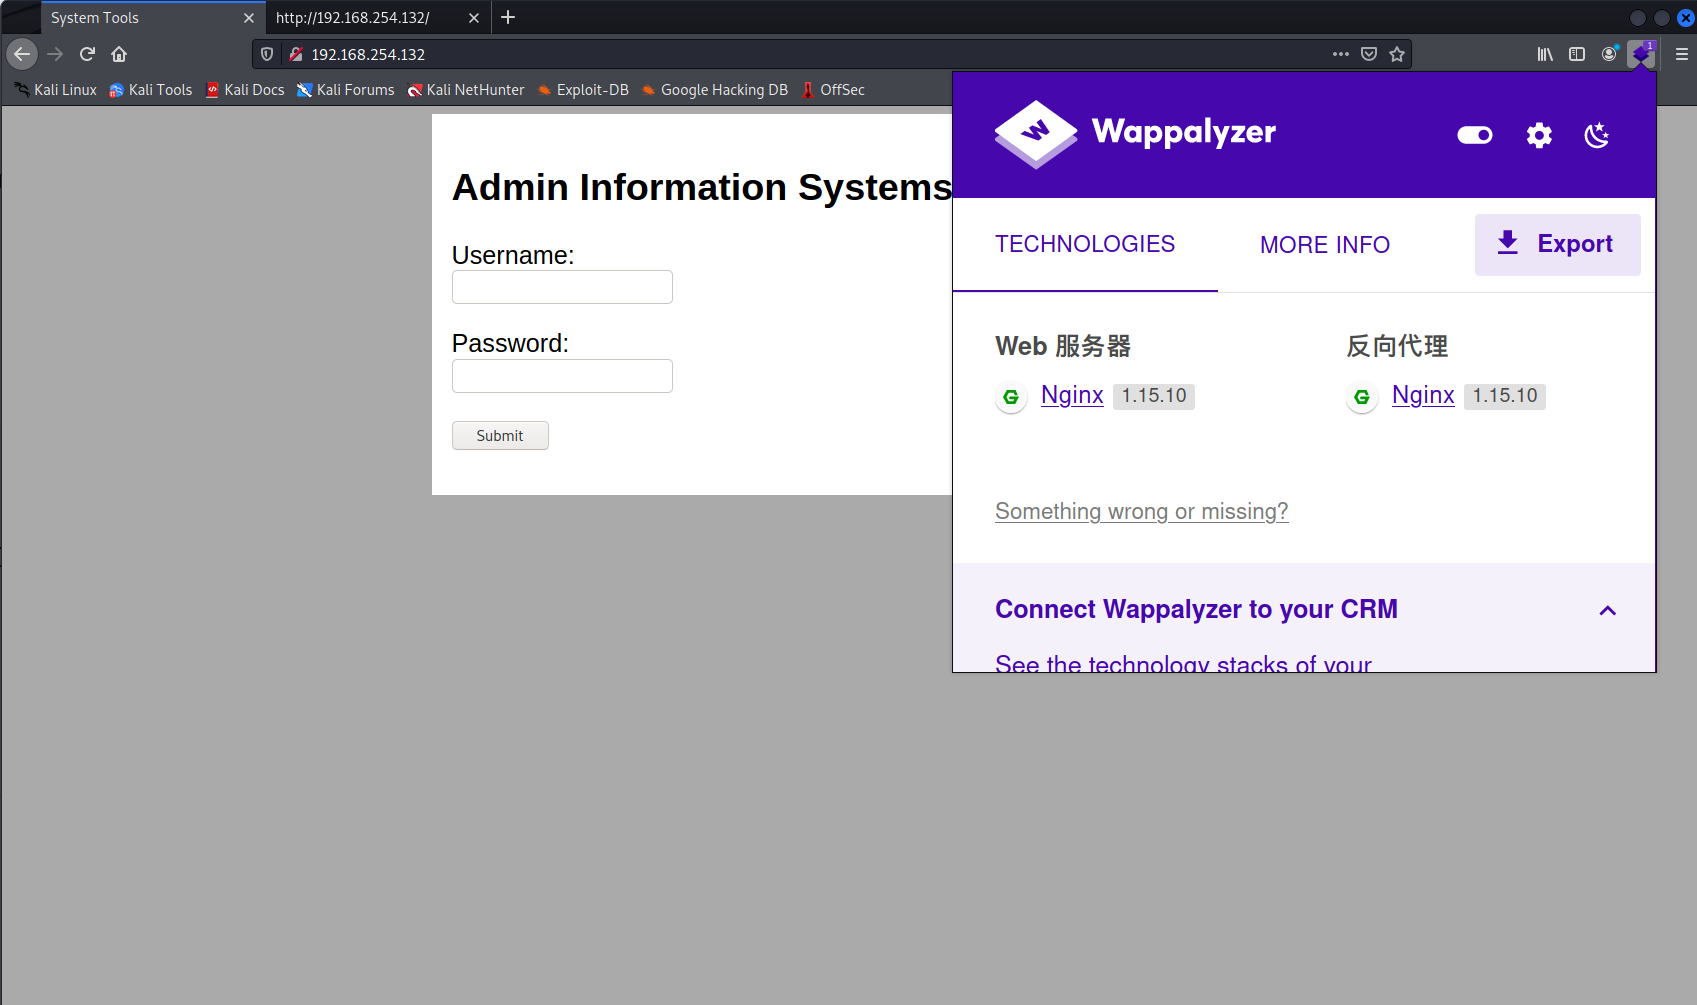 System Tools
http://192.168.254.132/
192.168.254.132
1
Kali Linux
Kali Tools
Kali Docs
Kali Forums
Kali NetHunter
Exploit-DB
Google Hacking DB
OffSec
Admin Information Systems
Username:
Password:
Submit
W
Wappalyzer
TECHNOLOGIES
MORE INFO
Export
Web 服务器
反向代理
Nginx 1.15.10
Nginx 1.15.10
Something wrong or missing?
Connect Wappalyzer to your CRM
See the technology stacks of your